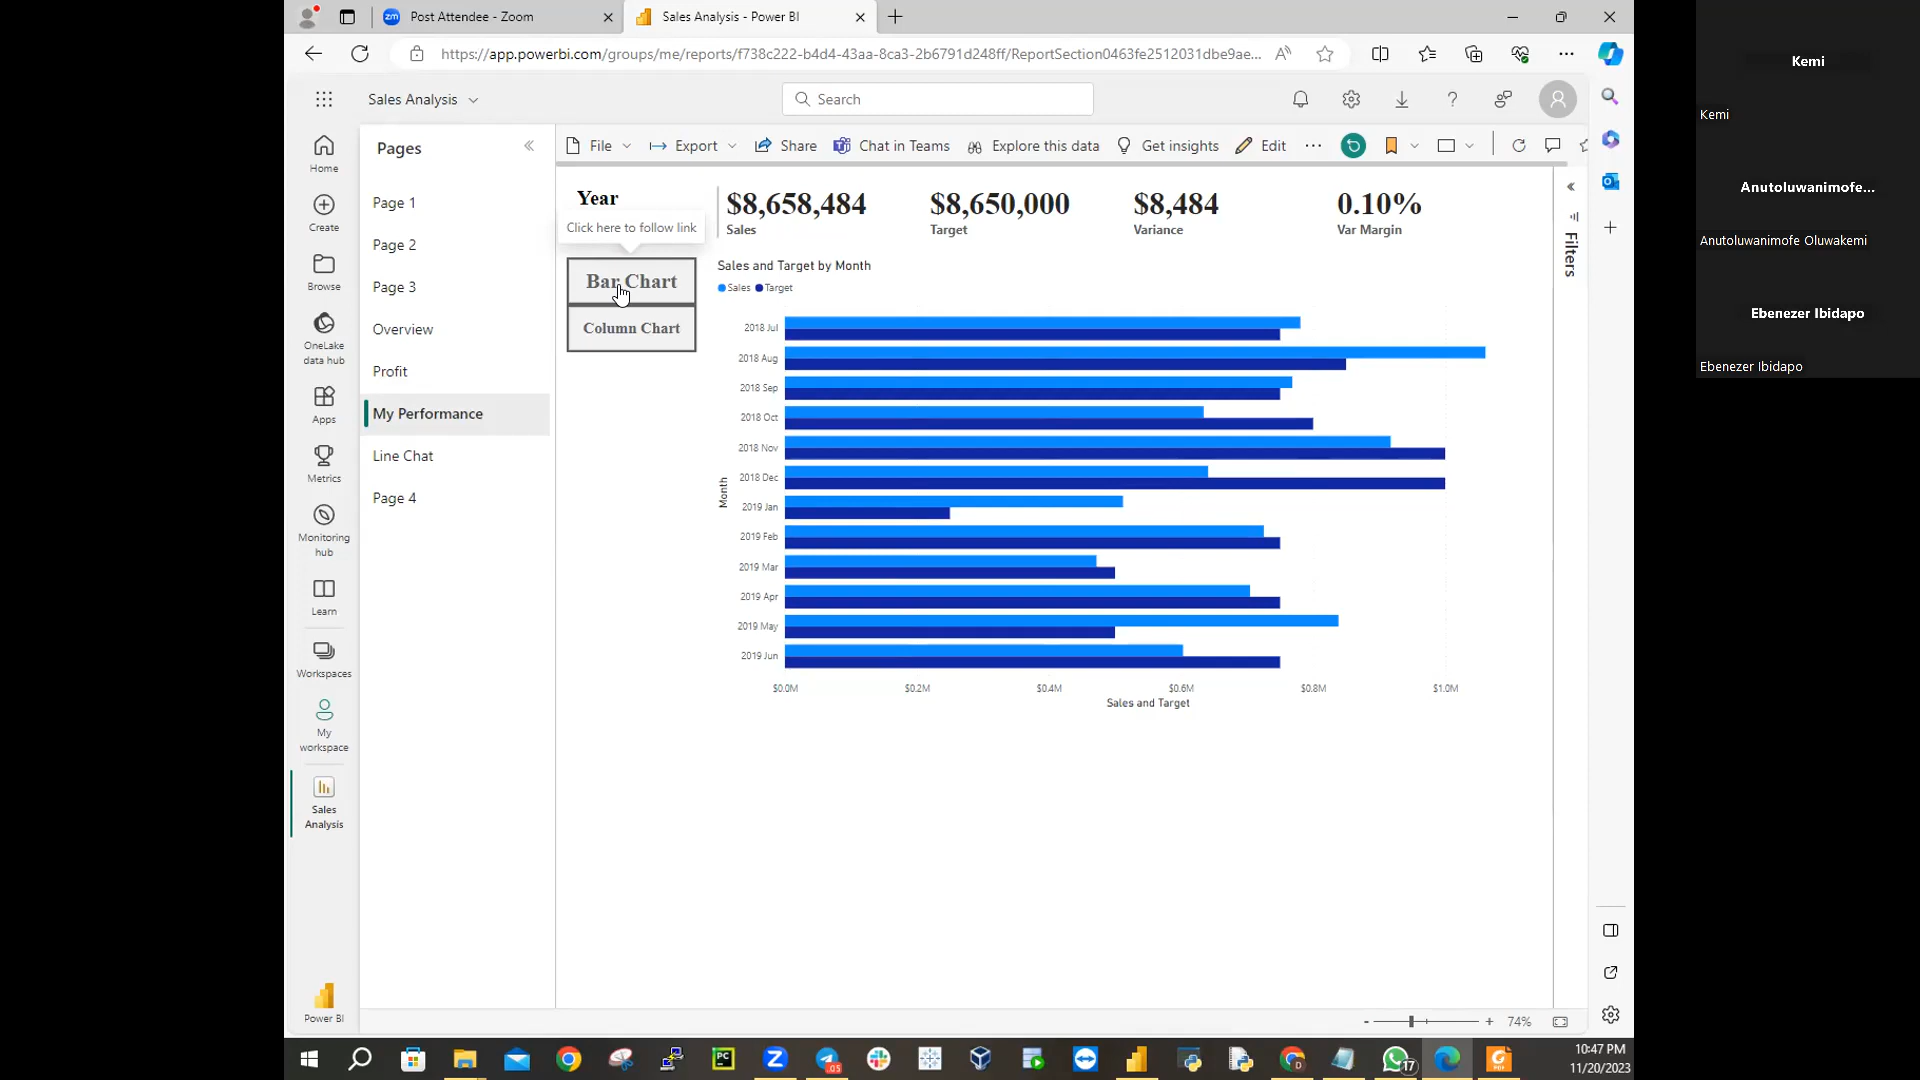 Post Attendee - Zoom
Sales Analysis - Power BI
https://app.powerbi.com/groups/me/reports/f738c222-b4d4-43aa-8ca3-2b6791d248ff/ReportSection0463fe2512031dbe9ae...
Sales Analysis
Search
Home
Create
Browse
OneLake
data hub
Apps
Metrics
Monitoring
hub
Learn
Workspaces
My
workspace
Sales
Analysis
Power BI
Pages
Page 1
Page 2
Page 3
Overview
Profit
My Performance
Line Chat
Page 4
File
Export
Share
Chat in Teams
Explore this data
Get insights
Edit
Year
Click here to follow link
Bar Chart
Column Chart
$8,658,484
Sales
$8,650,000
Target
$8,484
Variance
0.10%
Var Margin
Sales and Target by Month
Sales
Target
Month
2018 Jul
2018 Aug
2018 Sep
2018 Oct
2018 Nov
2018 Dec
2019 Jan
2019 Feb
2019 Mar
2019 Apr
2019 May
2019 Jun
$0.0M
$0.2M
$0.4M
$0.6M
$0.8M
$1.0M
Sales and Target
Filters
- + 74%
10:47 PM
11/20/2023
Kemi
Kemi
Anutoluwanimofe...
Anutoluwanimofe Oluwakemi
Ebenezer Ibidapo
Ebenezer Ibidapo